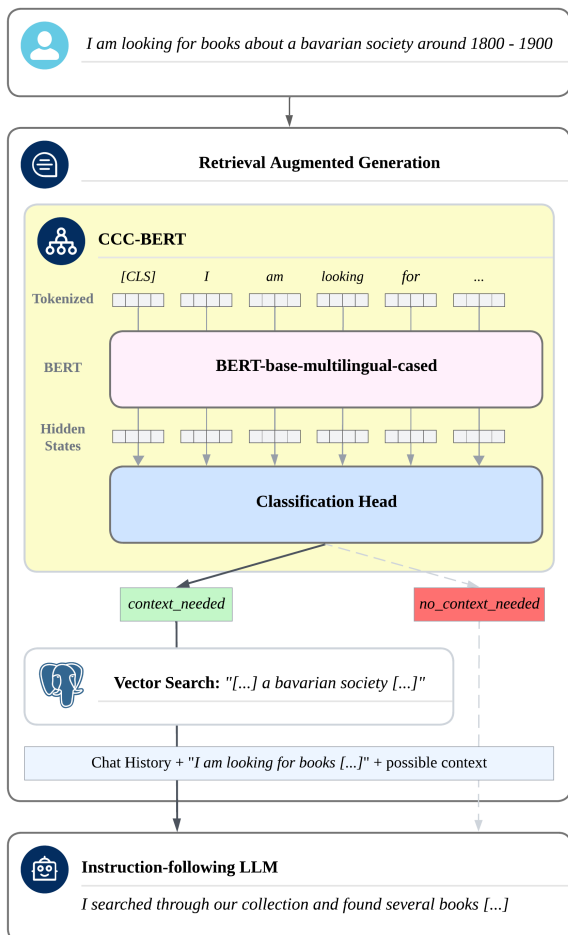 I am looking for books about a bavarian society around 1800 - 1900
Retrieval Augmented Generation
CCC-BERT
[CLS] I am looking for ...
Tokenized
BERT
BERT-base-multilingual-cased
Hidden
States
Classification Head
context_needed no_context_needed
Vector Search: "[...] a bavarian society [...]"
Chat History + "I am looking for books [...]" + possible context
Instruction-following LLM
I searched through our collection and found several books [...]